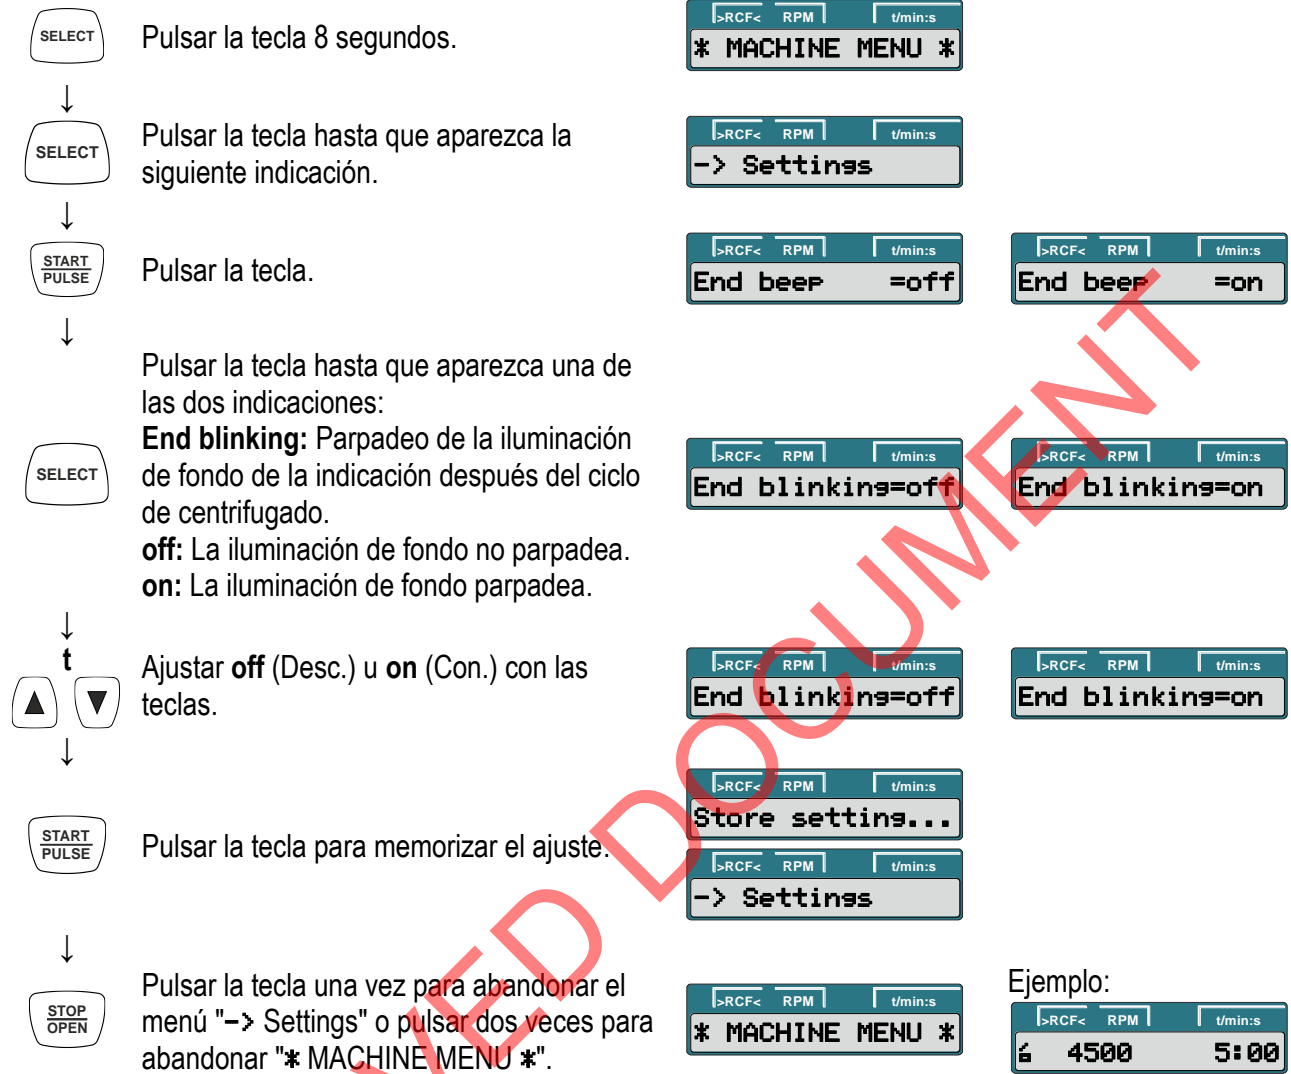 SELECT
Pulsar la tecla 8 segundos.
>RCF< RPM t/min:s
* MACHINE MENU *
↓
SELECT
Pulsar la tecla hasta que aparezca la
siguiente indicación.
>RCF< RPM t/min:s
-> Settings
↓
START
PULSE
Pulsar la tecla.
>RCF< RPM t/min:s
End beep =off
>RCF< RPM t/min:s
End beep =on
↓
SELECT
Pulsar la tecla hasta que aparezca una de
las dos indicaciones:
End blinking: Parpadeo de la iluminación
de fondo de la indicación después del ciclo
de centrifugado.
off: La iluminación de fondo no parpadea.
on: La iluminación de fondo parpadea.
>RCF< RPM t/min:s
End blinking=off
>RCF< RPM t/min:s
End blinking=on
↓
t
▲ ▼
Ajustar off (Desc.) u on (Con.) con las
teclas.
>RCF< RPM t/min:s
End blinking=off
>RCF< RPM t/min:s
End blinking=on
↓
START
PULSE
Pulsar la tecla para memorizar el ajuste.
>RCF< RPM t/min:s
Store setting...
>RCF< RPM t/min:s
-> Settings
↓
STOP
OPEN
Pulsar la tecla una vez para abandonar el
menú "-> Settings" o pulsar dos veces para
abandonar "* MACHINE MENU *".
>RCF< RPM t/min:s
* MACHINE MENU *
Ejemplo:
>RCF< RPM t/min:s
4500 5:00
VED DOCUMENT